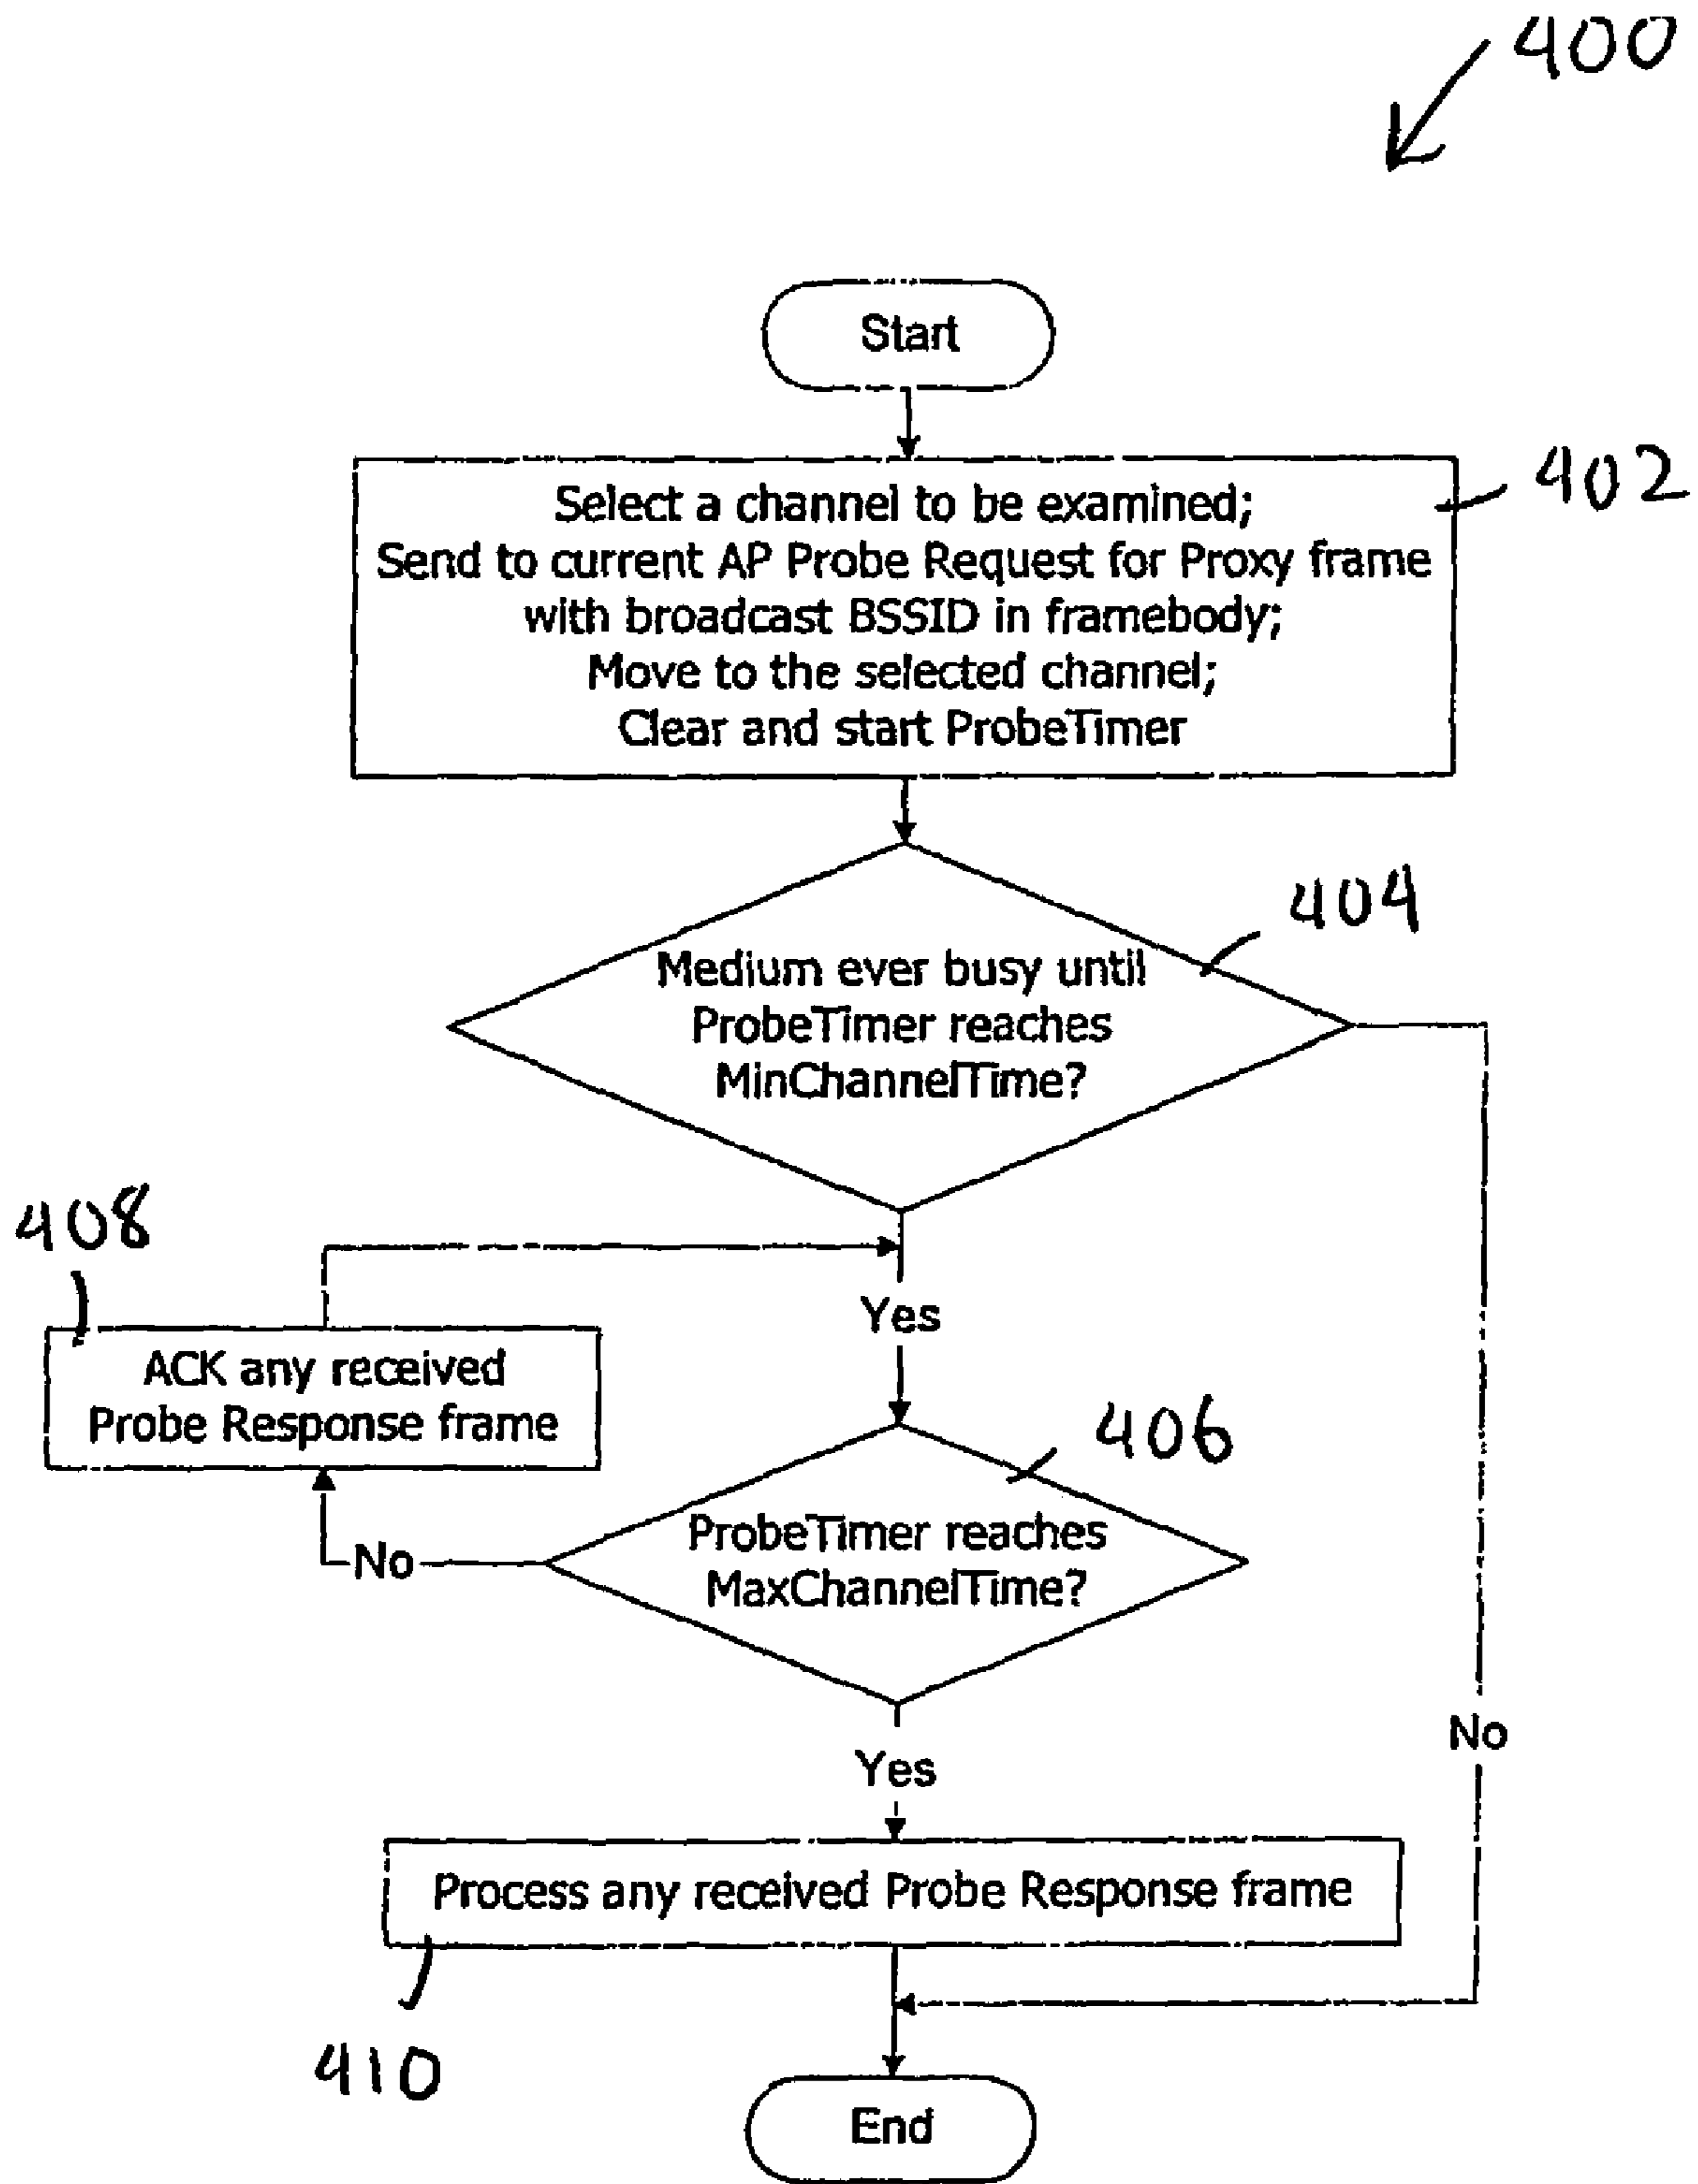 400
Start
402
Select a channel to be examined;
Send to current AP Probe Request for Proxy frame
with broadcast BSSID in framebody;
Move to the selected channel;
Clear and start ProbeTimer
404
Medium ever busy until
ProbeTimer reaches
MinChannelTime?
408
Yes
ACK any received
Probe Response frame
406
ProbeTimer reaches
MaxChannelTime?
No
No
Yes
Process any received Probe Response frame
410
End